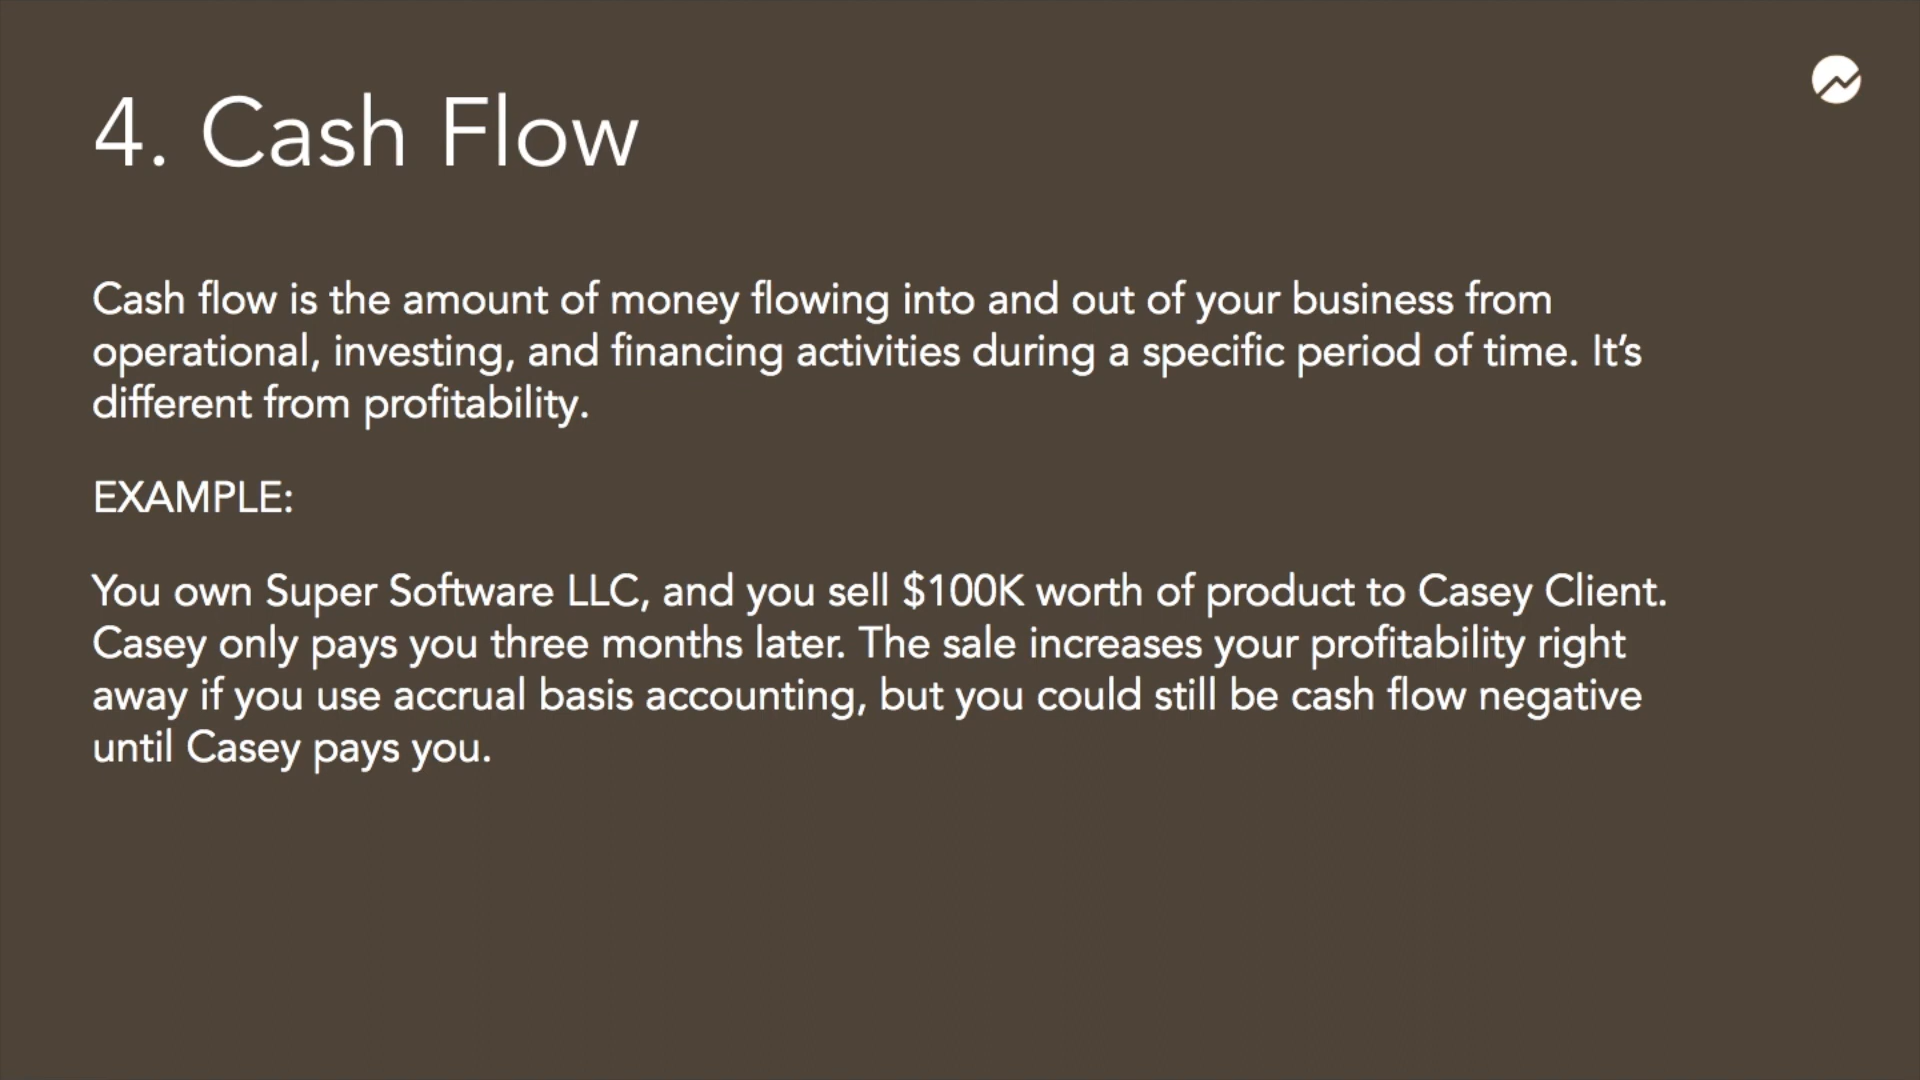 4. Cash Flow
Cash flow is the amount of money flowing into and out of your business from
operational, investing, and financing activities during a specific period of time. It’s
different from profitability.
EXAMPLE:
You own Super Software LLC, and you sell $100K worth of product to Casey Client.
Casey only pays you three months later. The sale increases your profitability right
away if you use accrual basis accounting, but you could still be cash flow negative
until Casey pays you.